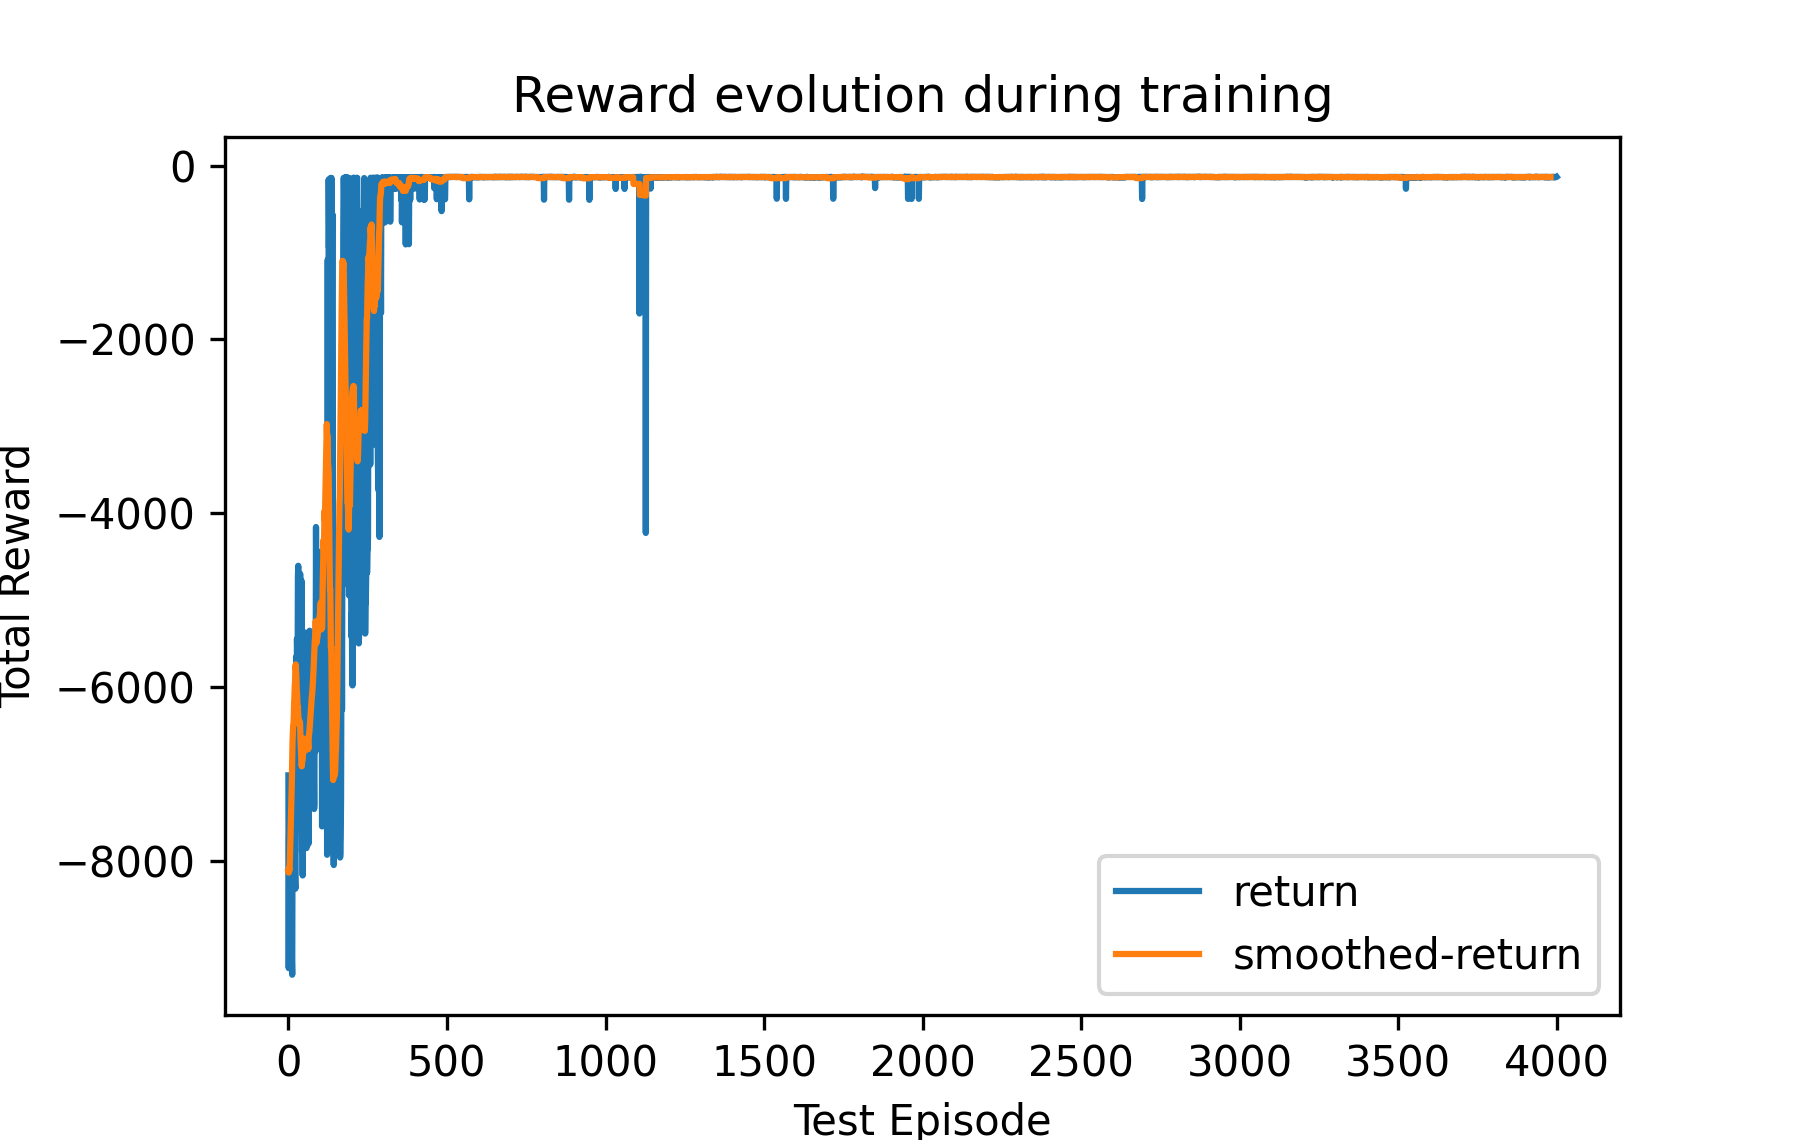 Reward evolution during training
Total Reward
0
−2000
−4000
−6000
−8000
return
smoothed-return
0 500 1000 1500 2000 2500 3000 3500 4000
Test Episode